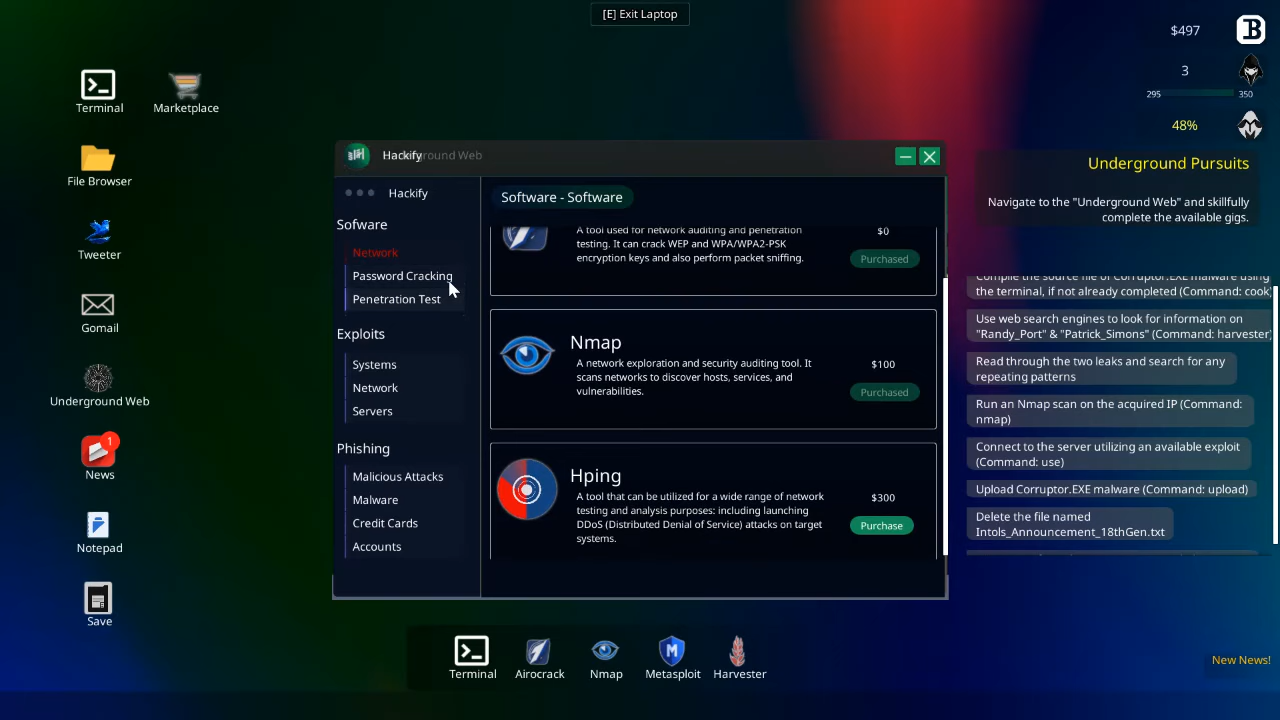 [E] Exit Laptop
$497
3
295
350
48%
Underground Pursuits
Navigate to the "Underground Web" and skillfully
complete the available gigs.
Compile the source file of Corruptor.EXE malware using
the terminal, if not already completed (Command: cook)
Use web search engines to look for information on
"Randy_Port" & "Patrick_Simons" (Command: harvester)
Read through the two leaks and search for any
repeating patterns
Run an Nmap scan on the acquired IP (Command:
nmap)
Connect to the server utilizing an available exploit
(Command: use)
Upload Corruptor.EXE malware (Command: upload)
Delete the file named
Intols_Announcement_18thGen.txt
New News!
Terminal
Marketplace
File Browser
Tweeter
Gomail
Underground Web
1
News
Notepad
Save
Hackify
round Web
Hackify
Sofware
Network
Password Cracking
Penetration Test
Exploits
Systems
Network
Servers
Phishing
Malicious Attacks
Malware
Credit Cards
Accounts
Software - Software
A tool used for network auditing and penetration
testing. It can crack WEP and WPA/WPA2-PSK
encryption keys and also perform packet sniffing.
$0
Purchased
Nmap
A network exploration and security auditing tool. It
scans networks to discover hosts, services, and
vulnerabilities.
$100
Purchased
Hping
A tool that can be utilized for a wide range of network
testing and analysis purposes: including launching
DDoS (Distributed Denial of Service) attacks on target
systems.
$300
Purchase
Terminal
Airocrack
Nmap
Metasploit
Harvester